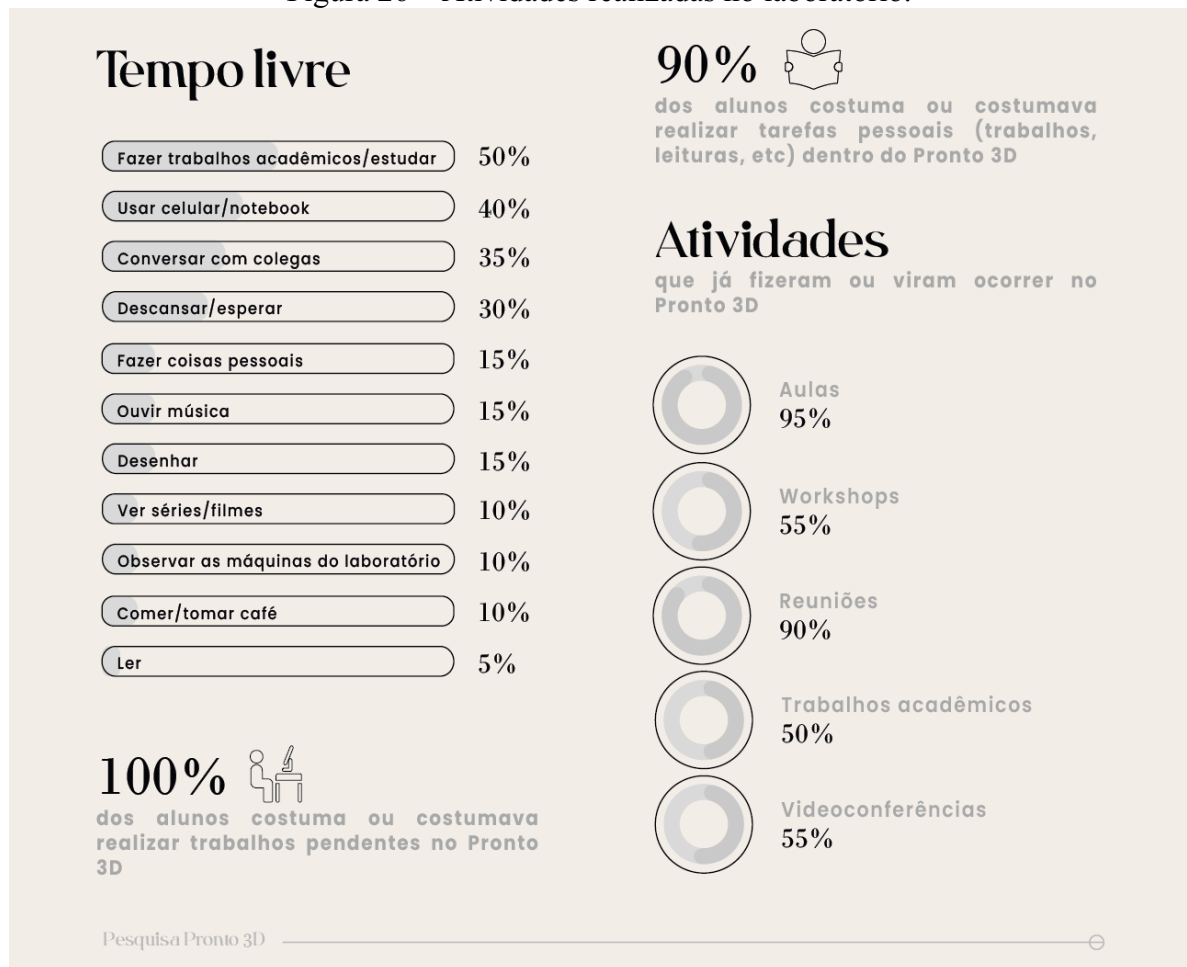 Tempo livre
Fazer trabalhos acadêmicos/estudar 50%
Usar celular/notebook 40%
Conversar com colegas 35%
Descansar/esperar 30%
Fazer coisas pessoais 15%
Ouvir música 15%
Desenhar 15%
Ver séries/filmes 10%
Observar as máquinas do laboratório 10%
Comer/tomar café 10%
Ler 5%
100%
dos alunos costuma ou costumava
realizar trabalhos pendentes no Pronto
3D
90%
dos alunos costuma ou costumava
realizar tarefas pessoais (trabalhos,
leituras, etc) dentro do Pronto 3D
Atividades
que já fizeram ou viram ocorrer no
Pronto 3D
Aulas
95%
Workshops
55%
Reuniões
90%
Trabalhos acadêmicos
50%
Videoconferências
55%
Pesquisa Pronto 3D